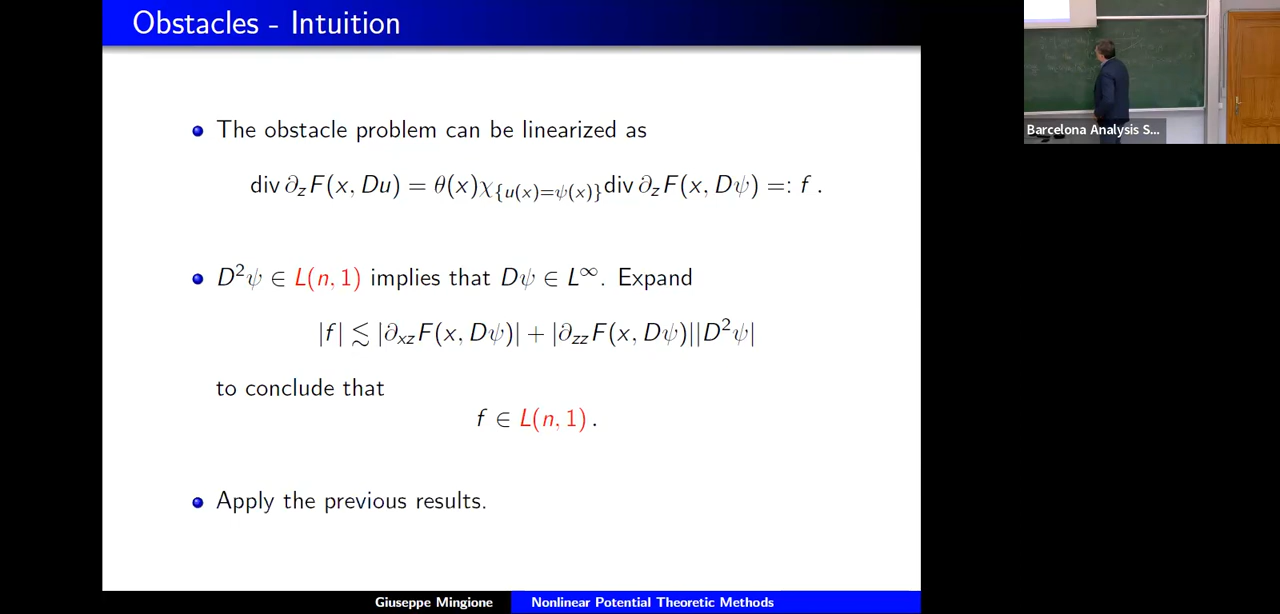 Obstacles - Intuition
The obstacle problem can be linearized as
div ∂_z F(x, Du) = θ(x)χ_{u(x)=ψ(x)} div ∂_z F(x, Dψ) =: f .
D²ψ ∈ L(n, 1) implies that Dψ ∈ L^∞. Expand
|f| ≲ |∂_{xz}F(x, Dψ)| + |∂_{zz}F(x, Dψ)||D²ψ|
to conclude that
f ∈ L(n, 1) .
Apply the previous results.
Giuseppe Mingione Nonlinear Potential Theoretic Methods
Barcelona Analysis S...